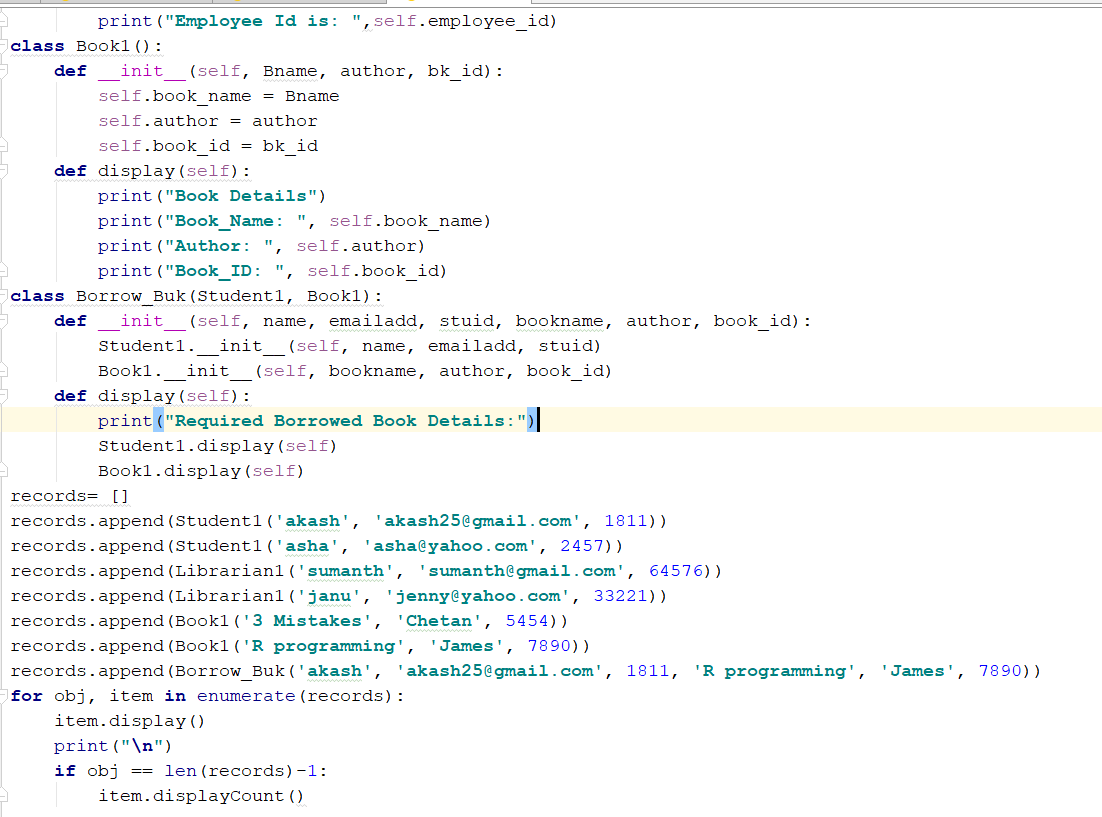 print("Employee Id is: ",self.employee_id)
class Book1():
    def __init__(self, Bname, author, bk_id):
        self.book_name = Bname
        self.author = author
        self.book_id = bk_id
    def display(self):
        print("Book Details")
        print("Book_Name: ", self.book_name)
        print("Author: ", self.author)
        print("Book_ID: ", self.book_id)
class Borrow_Buk(Student1, Book1):
    def __init__(self, name, emailadd, stuid, bookname, author, book_id):
        Student1.__init__(self, name, emailadd, stuid)
        Book1.__init__(self, bookname, author, book_id)
    def display(self):
        print("Required Borrowed Book Details:")
        Student1.display(self)
        Book1.display(self)
records= []
records.append(Student1('akash', 'akash25@gmail.com', 1811))
records.append(Student1('asha', 'asha@yahoo.com', 2457))
records.append(Librarian1('sumanth', 'sumanth@gmail.com', 64576))
records.append(Librarian1('janu', 'jenny@yahoo.com', 33221))
records.append(Book1('3 Mistakes', 'Chetan', 5454))
records.append(Book1('R programming', 'James', 7890))
records.append(Borrow_Buk('akash', 'akash25@gmail.com', 1811, 'R programming', 'James', 7890))
for obj, item in enumerate(records):
    item.display()
    print("\n")
    if obj == len(records)-1:
        item.displayCount()